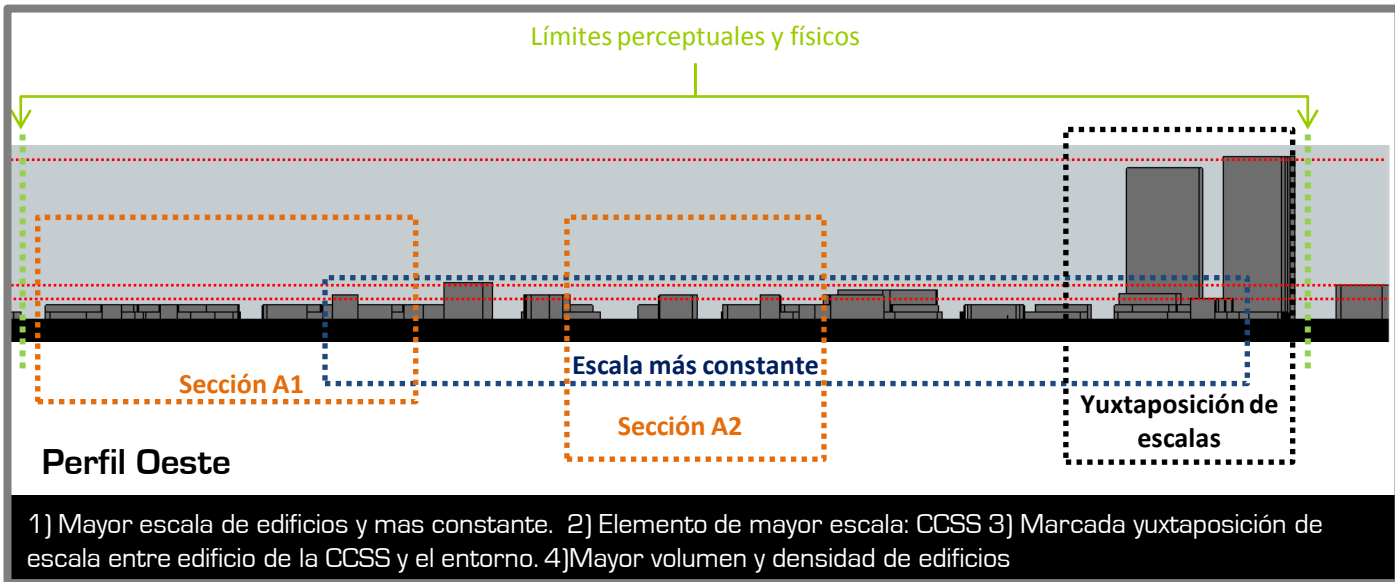 Límites perceptuales y físicos
Escala más constante
Sección A1
Sección A2
Yuxtaposición de
escalas
Perfil Oeste
1) Mayor escala de edificios y mas constante. 2) Elemento de mayor escala: CCSS 3) Marcada yuxtaposición de
escala entre edificio de la CCSS y el entorno. 4)Mayor volumen y densidad de edificios